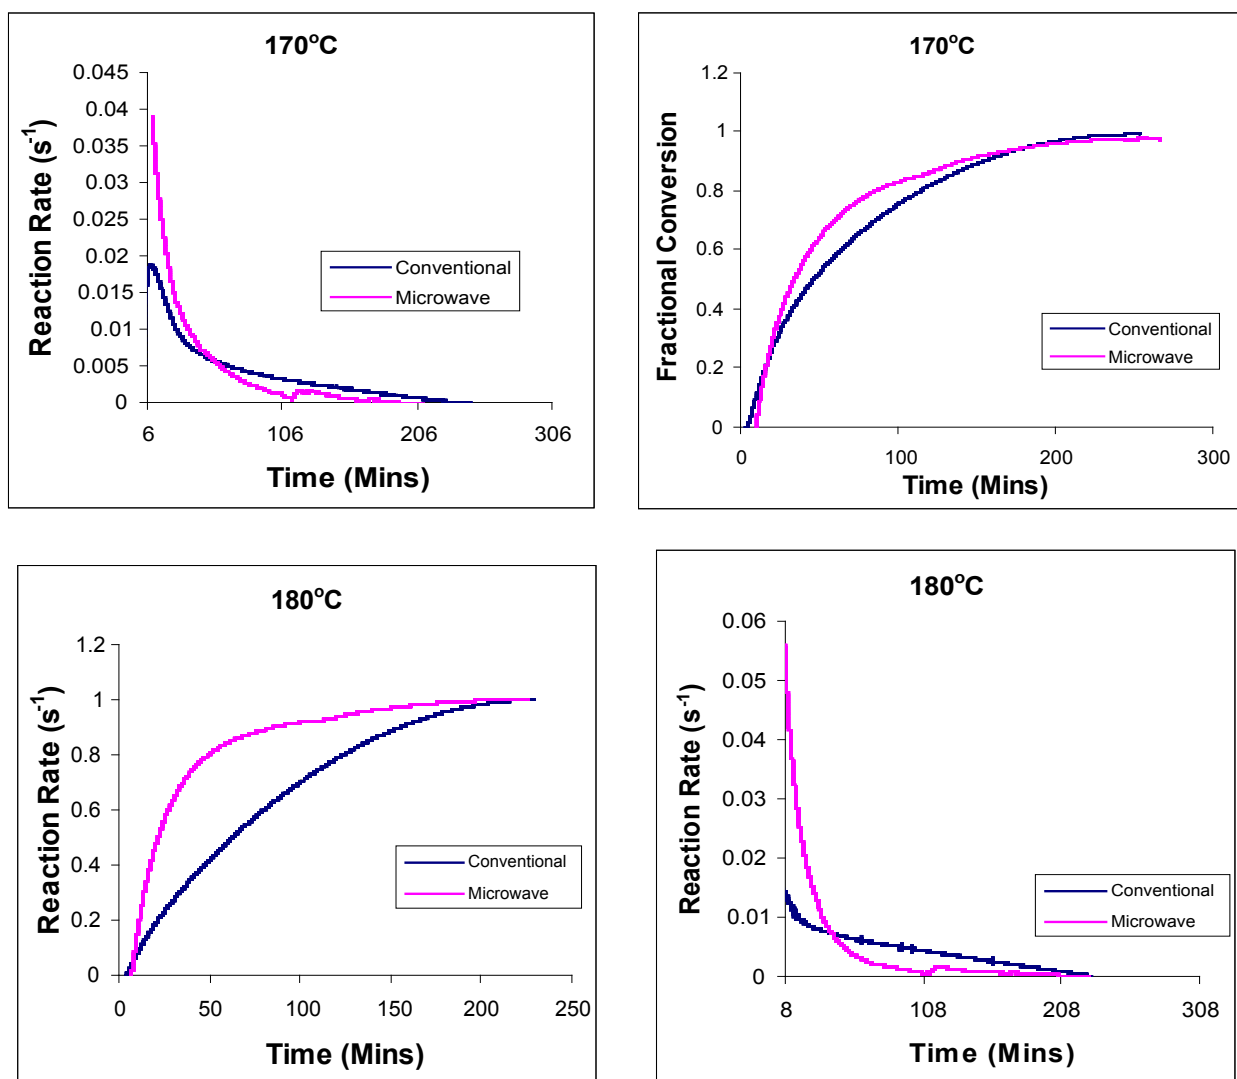 170°C
Reaction Rate (s⁻¹)
0.045
0.04
0.035
0.03
0.025
0.02
0.015
0.01
0.005
0
6 106 206 306
Time (Mins)
Conventional
Microwave
170°C
Fractional Conversion
1.2
1
0.8
0.6
0.4
0.2
0
0 100 200 300
Time (Mins)
Conventional
Microwave
180°C
Reaction Rate (s⁻¹)
1.2
1
0.8
0.6
0.4
0.2
0
0 50 100 150 200 250
Time (Mins)
Conventional
Microwave
180°C
Reaction Rate (s⁻¹)
0.06
0.05
0.04
0.03
0.02
0.01
0
8 108 208 308
Time (Mins)
Conventional
Microwave